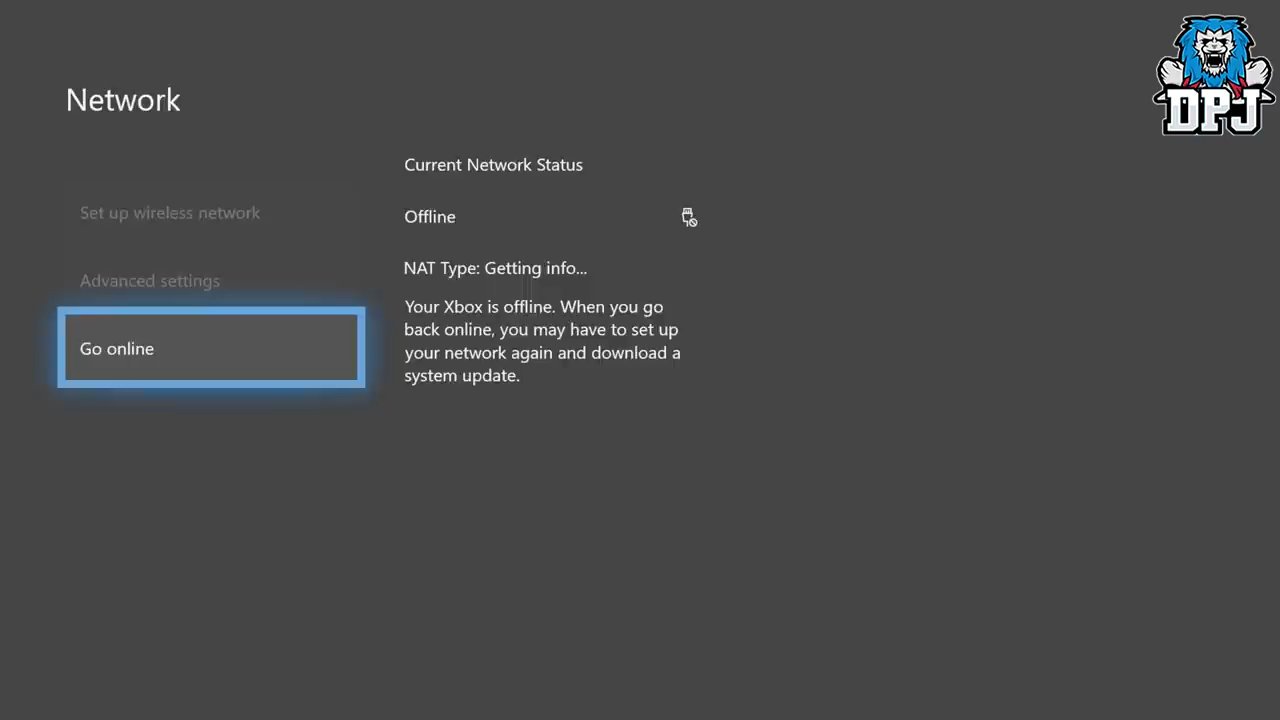 DPJ
Network
Current Network Status
Set up wireless network
Offline
NAT Type: Getting info...
Advanced settings
Your Xbox is offline. When you go
back online, you may have to set up
your network again and download a
system update.
Go online